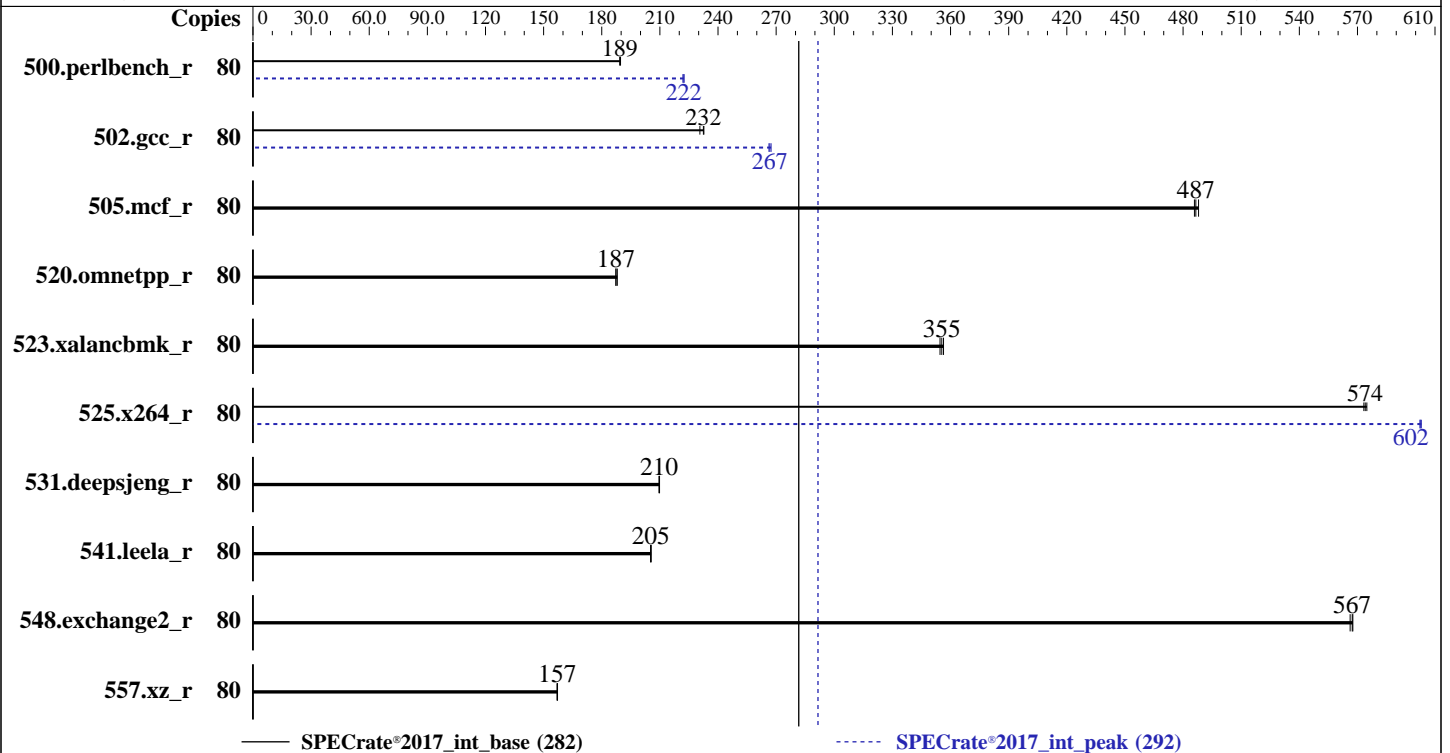 Copies 0 30.0 60.0 90.0 120 150 180 210 240 270 300 330 360 390 420 450 480 510 540 570 610
189
500.perlbench_r 80
222
232
502.gcc_r 80
267
487
505.mcf_r 80
187
520.omnetpp_r 80
355
523.xalancbmk_r 80
574
525.x264_r 80
602
210
531.deepsjeng_r 80
205
541.leela_r 80
567
548.exchange2_r 80
157
557.xz_r 80
SPECrate®2017_int_base (282) SPECrate®2017_int_peak (292)